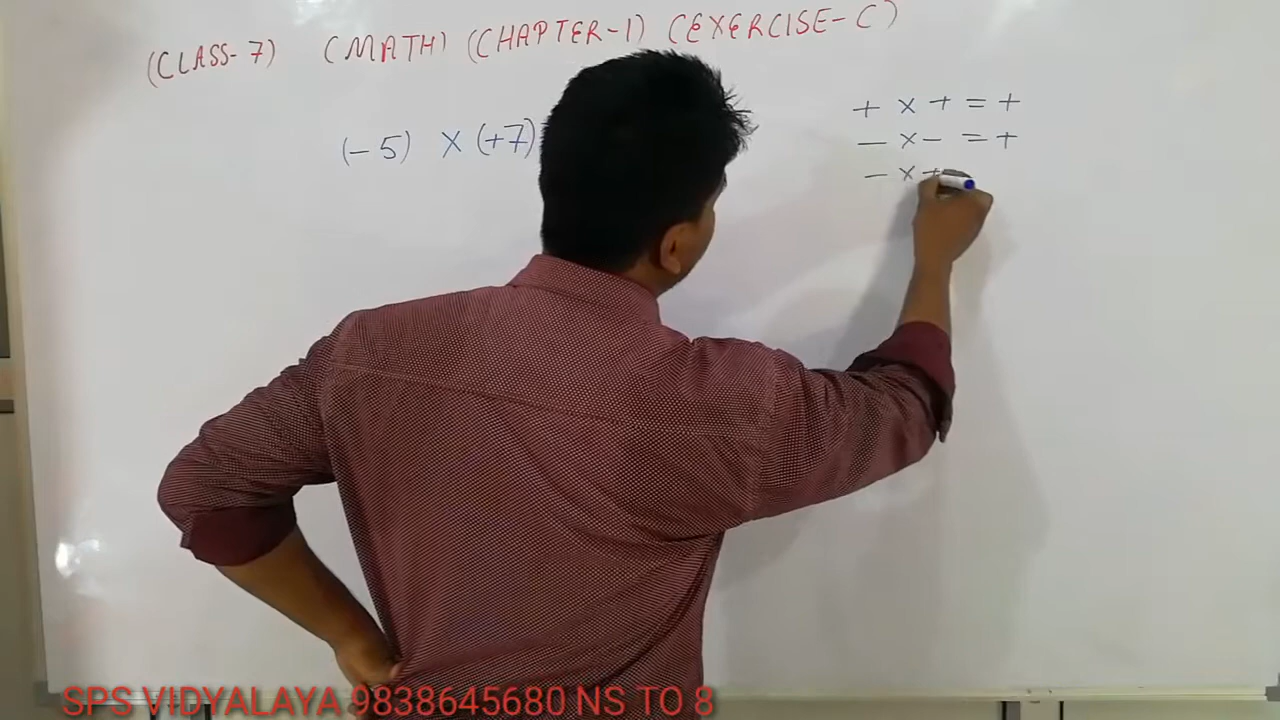 (CLASS-7) (MATH) (CHAPTER-1) (EXERCISE-C)
(-5) X (+7)
+ × + = +
- × - = +
- × +
SPS VIDYALAYA 9838645680 NS TO 8